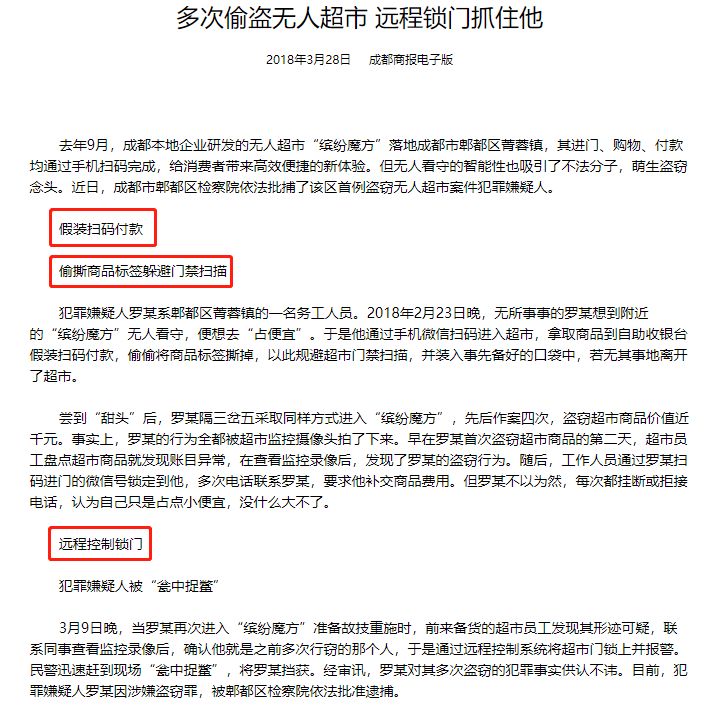 多次偷盗无人超市 远程锁门抓住他
2018年3月28日 成都商报电子版
去年9月，成都本地企业研发的无人超市“缤纷魔方”落地成都市郫都区菁蓉镇，其进门、购物、付款
均通过手机扫码完成，给消费者带来高效便捷的新体验。但无人看守的智能性也吸引了不法分子，萌生盗窃
念头。近日，成都市郫都区检察院依法批捕了该区首例盗窃无人超市案件犯罪嫌疑人。
假装扫码付款
偷撕商品标签躲避门禁扫描
犯罪嫌疑人罗某系郫都区菁蓉镇的一名务工人员。2018年2月23日晚，无所事事的罗某想到附近
的“缤纷魔方”无人看守，便想去“占便宜”。于是他通过手机微信扫码进入超市，拿取商品到自助收银台
假装扫码付款，偷偷将商品标签撕掉，以此规避超市门禁扫描，并装入事先备好的口袋中，若无其事地离开
了超市。
尝到“甜头”后，罗某隔三岔五采取同样方式进入“缤纷魔方”，先后作案四次，盗窃超市商品价值近
千元。事实上，罗某的行为全都被超市监控摄像头拍了下来。早在罗某首次盗窃超市商品的第二天，超市员
工盘点超市商品就发现账目异常，在查看监控录像后，发现了罗某的盗窃行为。随后，工作人员通过罗某扫
码进门的微信号锁定到他，多次电话联系罗某，要求他补交商品费用。但罗某不以为然，每次都挂断或拒接
电话，认为自己只是占点小便宜，没什么大不了。
远程控制锁门
犯罪嫌疑人被“瓮中捉鳖”
3月9日晚，当罗某再次进入“缤纷魔方”准备故技重施时，前来备货的超市员工发现其形迹可疑，联
系同事查看监控录像后，确认他就是之前多次行窃的那个人，于是通过远程控制系统将超市门锁上并报警。
民警迅速赶到现场“瓮中捉鳖”，将罗某挡获。经审讯，罗某对其多次盗窃的犯罪事实供认不讳。目前，犯
罪嫌疑人罗某因涉嫌盗窃罪，被郫都区检察院依法批准逮捕。